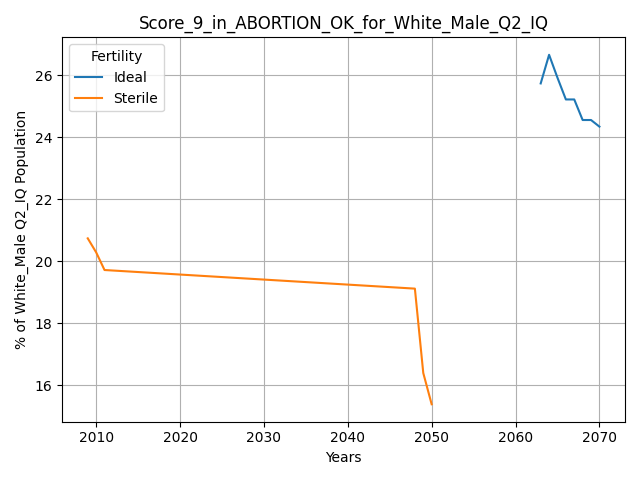 Score_9_in_ABORTION_OK_for_White_Male_Q2_IQ
Fertility
Ideal
Sterile
% of White_Male Q2_IQ Population
26
24
22
20
18
16
2010 2020 2030 2040 2050 2060 2070
Years